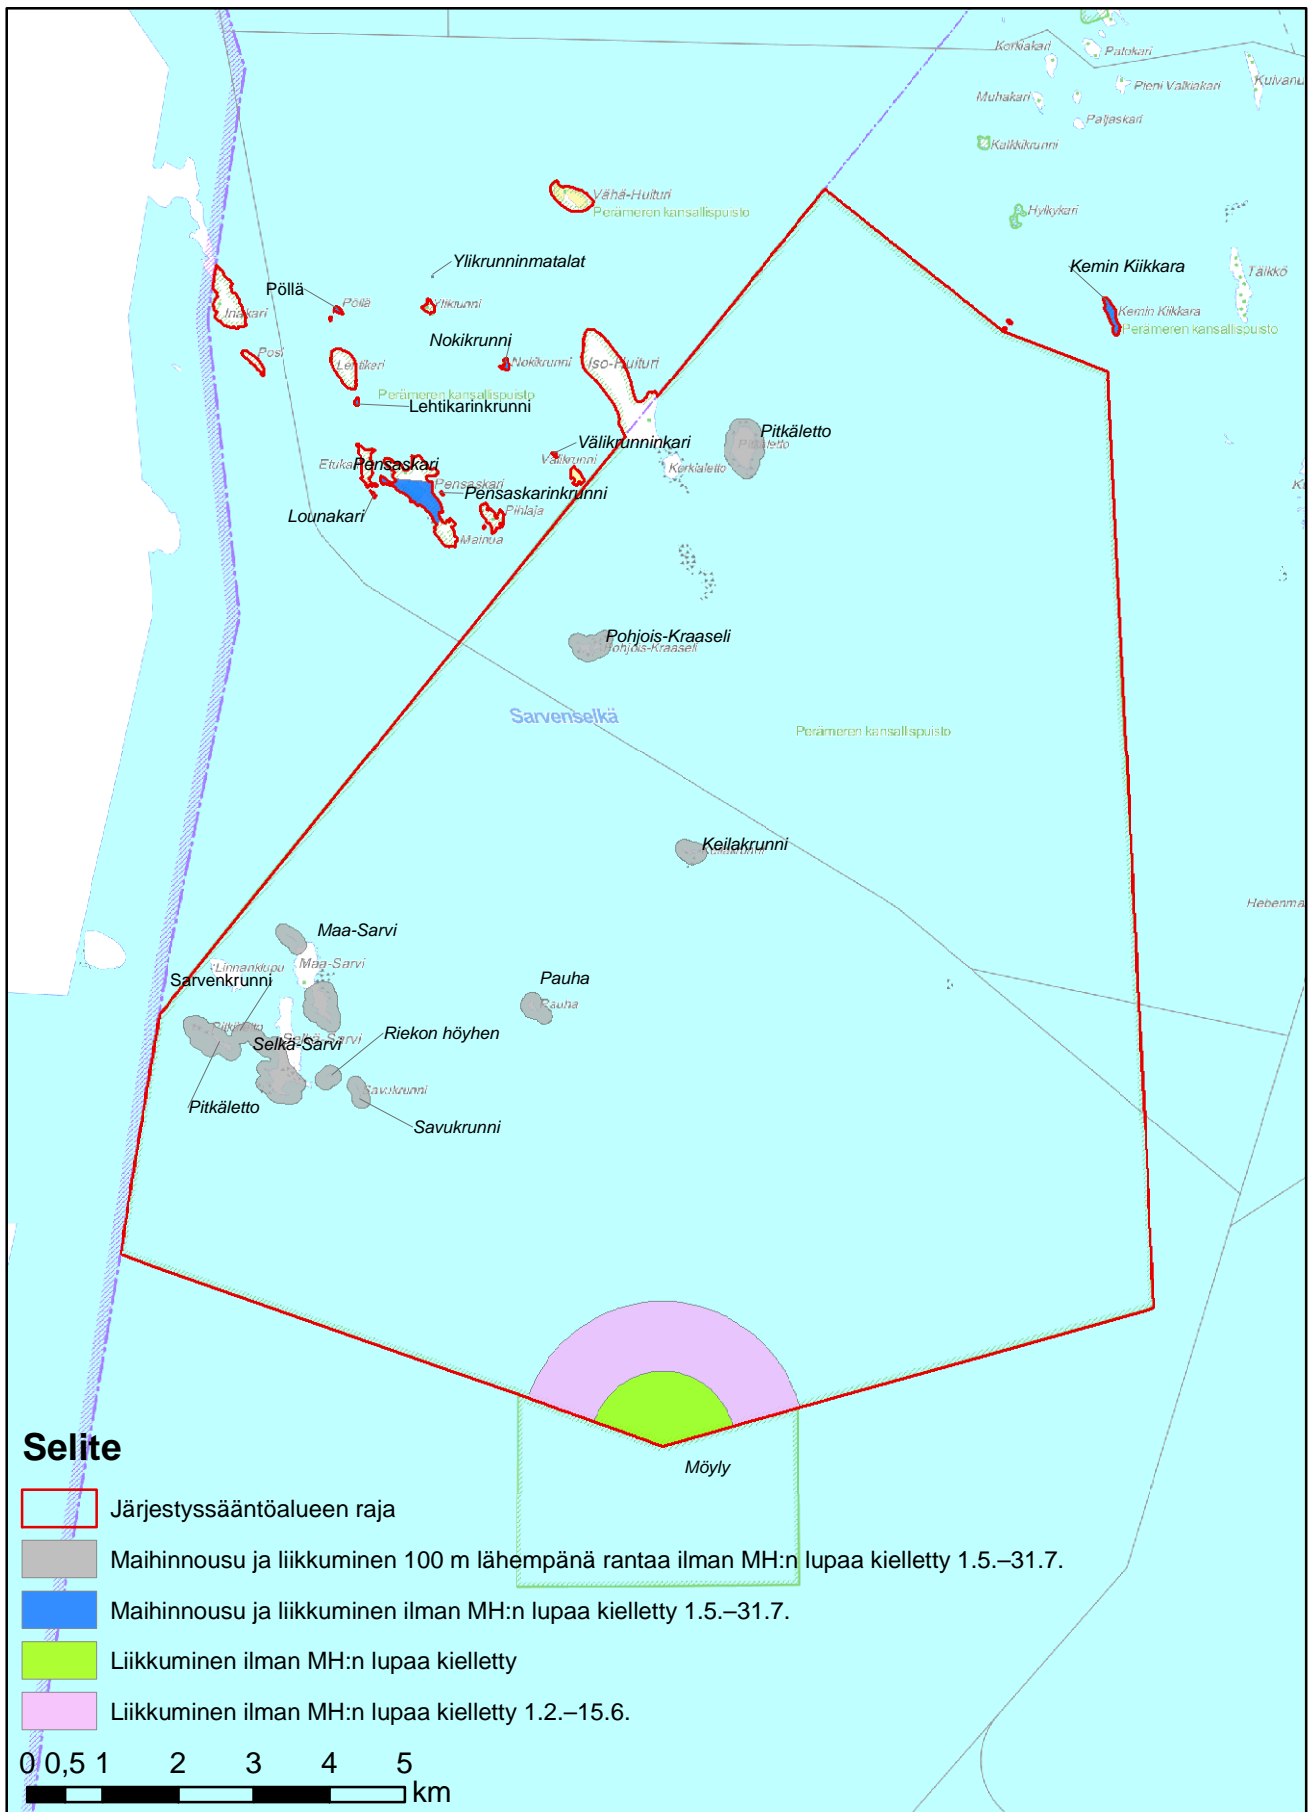 Korkiakari
Patokari
Pieni Valkiakari
Muhakari
Paljaskari
Kalkkikrunni
Hylkykari
Täikkö
Vähä-Huituri
Perämeren kansallispuisto
Ylikrunninmatalat
Kemin Kiikkara
Kemin Kiikkara
Perämeren kansallispuisto
Pöllä
Pöllä
Ylikrunni
Inakari
Nokikrunni
Nokikrunni
Iso-Huituri
Posi
Lehtikari
Perämeren kansallispuisto
Lehtikarinkrunni
Pitkäletto
Välikrunninkari
Välikrunni
Korkialetto
Pensaskari
Pensaskari
Pensaskarinkrunni
Lounakari
Pihlaja
Mainua
Pohjois-Kraaseli
Pohjois-Kraaseli
Sarvenselkä
Perämeren kansallispuisto
Keilakrunni
Maa-Sarvi
Maa-Sarvi
Linnanklupu
Sarvenkrunni
Pauha
Pauha
Riekon höyhen
Selkä-Sarvi
Selkä-Sarvi
Savukrunni
Pitkäletto
Savukrunni
Möyly
Selite
Järjestyssääntöalueen raja
Maihinnousu ja liikkuminen 100 m lähempänä rantaa ilman MH:n lupaa kielletty 1.5.–31.7.
Maihinnousu ja liikkuminen ilman MH:n lupaa kielletty 1.5.–31.7.
Liikkuminen ilman MH:n lupaa kielletty
Liikkuminen ilman MH:n lupaa kielletty 1.2.–15.6.
0 0,5 1 2 3 4 5
km